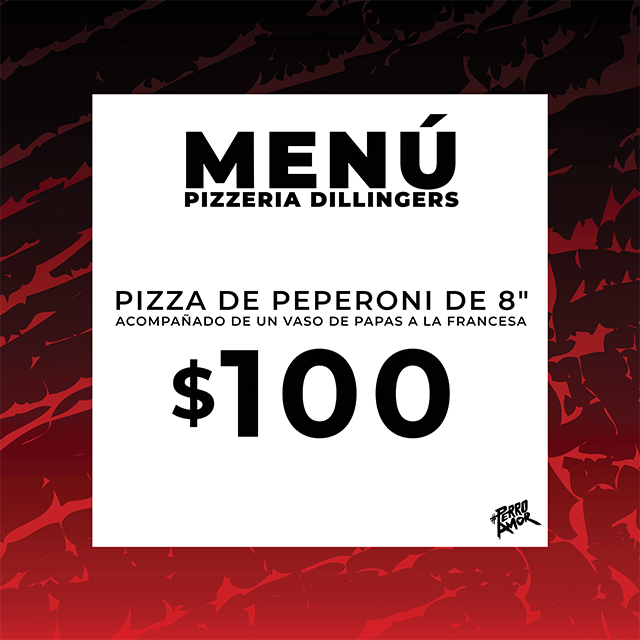 MENÚ
PIZZERIA DILLINGERS
PIZZA DE PEPERONI DE 8"
ACOMPAÑADO DE UN VASO DE PAPAS A LA FRANCESA
$100
#PERRO
AMOR